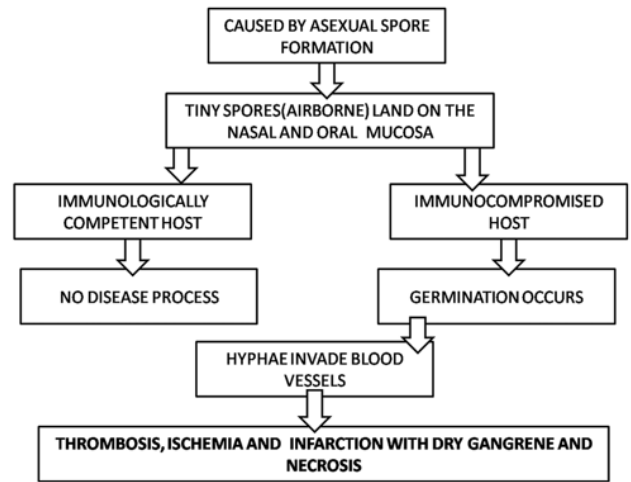 CAUSED BY ASEXUAL SPORE
FORMATION
TINY SPORES(AIRBORNE) LAND ON THE
NASAL AND ORAL MUCOSA
IMMUNOLOGICALLY
COMPETENT HOST
IMMUNOCOMPROMISED
HOST
NO DISEASE PROCESS
GERMINATION OCCURS
HYPHAE INVADE BLOOD
VESSELS
THROMBOSIS, ISCHEMIA AND INFARCTION WITH DRY GANGRENE AND
NECROSIS